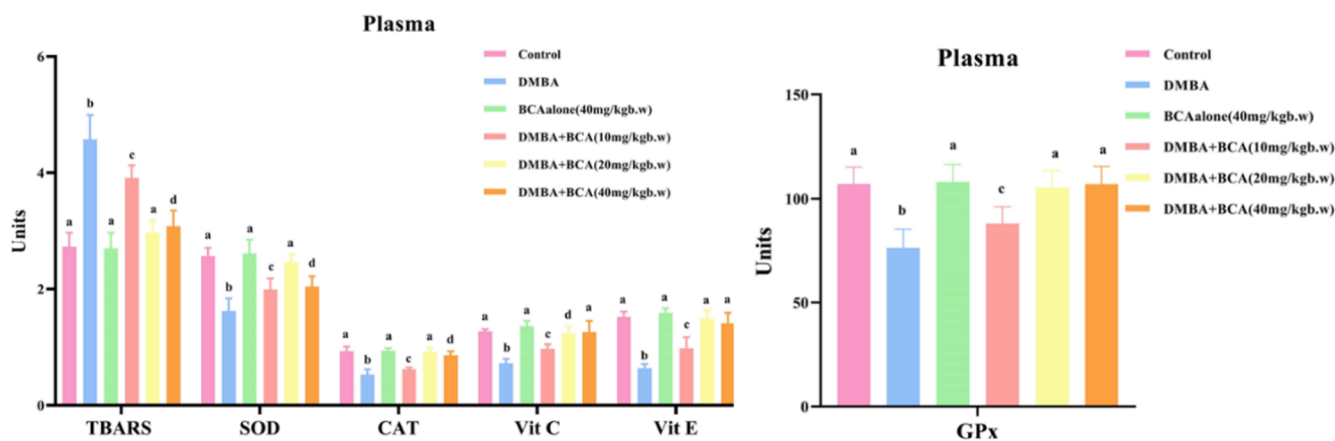 Plasma
Control
DMBA
BCAalone(40mg/kgb.w)
DMBA+BCA(10mg/kgb.w)
DMBA+BCA(20mg/kgb.w)
DMBA+BCA(40mg/kgb.w)
Units
6
4
2
0
a b a c a d
a b a c a d
a b a c a d
a b a c d a
a b a c a a
TBARS SOD CAT Vit C Vit E
Plasma
Control
DMBA
BCAalone(40mg/kgb.w)
DMBA+BCA(10mg/kgb.w)
DMBA+BCA(20mg/kgb.w)
DMBA+BCA(40mg/kgb.w)
Units
150
100
50
0
a b a c a a
GPx